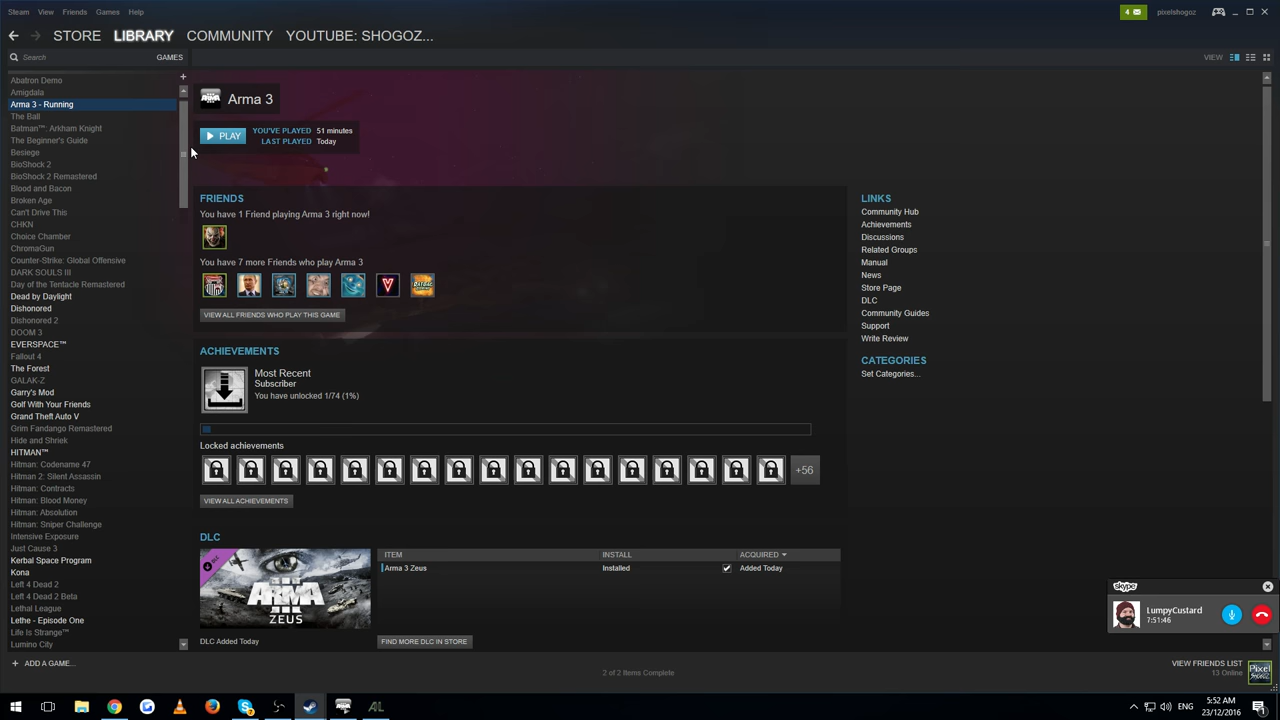 Steam View Friends Games Help
4
pixelshogoz
STORE LIBRARY COMMUNITY YOUTUBE: SHOGOZ...
Search GAMES
VIEW
Abatron Demo
Amigdala
Arma 3 - Running
The Ball
Batman™: Arkham Knight
The Beginner's Guide
Besiege
BioShock 2
BioShock 2 Remastered
Blood and Bacon
Broken Age
Can't Drive This
CHKN
Choice Chamber
ChromaGun
Counter-Strike: Global Offensive
DARK SOULS III
Day of the Tentacle Remastered
Dead by Daylight
Dishonored
Dishonored 2
DOOM 3
EVERSPACE™
Fallout 4
The Forest
GALAK-Z
Garry's Mod
Golf With Your Friends
Grand Theft Auto V
Grim Fandango Remastered
Hide and Shriek
HITMAN™
Hitman: Codename 47
Hitman 2: Silent Assassin
Hitman: Contracts
Hitman: Blood Money
Hitman: Absolution
Hitman: Sniper Challenge
Intensive Exposure
Just Cause 3
Kerbal Space Program
Kona
Left 4 Dead 2
Left 4 Dead 2 Beta
Lethal League
Lethe - Episode One
Life Is Strange™
Lumino City
+ ADD A GAME...
Arma 3
PLAY
YOU'VE PLAYED 51 minutes
LAST PLAYED Today
FRIENDS
You have 1 Friend playing Arma 3 right now!
You have 7 more Friends who play Arma 3
VIEW ALL FRIENDS WHO PLAY THIS GAME
ACHIEVEMENTS
Most Recent
Subscriber
You have unlocked 1/74 (1%)
Locked achievements
+56
VIEW ALL ACHIEVEMENTS
DLC
DLC
ARMA III
ZEUS
DLC Added Today
ITEM INSTALL ACQUIRED
Arma 3 Zeus Installed Added Today
FIND MORE DLC IN STORE
LINKS
Community Hub
Achievements
Discussions
Related Groups
Manual
News
Store Page
DLC
Community Guides
Support
Write Review
CATEGORIES
Set Categories...
skype
LumpyCustard
7:51:46
2 of 2 Items Complete
VIEW FRIENDS LIST
13 Online
ENG
5:52 AM
23/12/2016